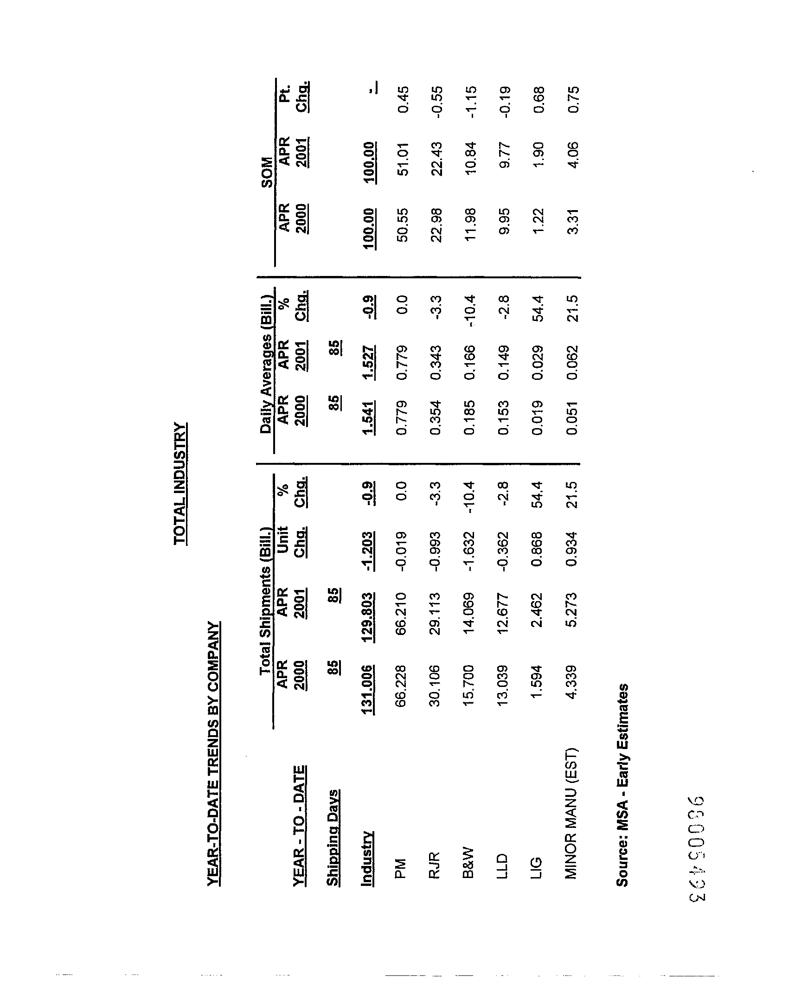 TOTAL INDUSTRY
YEAR-TO-DATE TRENDS BY COMPANY
Total Shipments (Bill.) Daily Averages (Bill.) SOM
YEAR - TO - DATE APR 2000 APR 2001 Unit Chg. % Chg. APR 2000 APR 2001 % Chg. APR 2000 APR 2001 Pt. Chg.
Shipping Days 85 85 85 85
Industry 131.006 129.803 -1.203 -0.9 1.541 1.527 -0.9 100.00 100.00 -
PM 66.228 66.210 -0.019 0.0 0.779 0.779 0.0 50.55 51.01 0.45
RJR 30.106 29.113 -0.993 -3.3 0.354 0.343 -3.3 22.98 22.43 -0.55
B&W 15.700 14.069 -1.632 -10.4 0.185 0.166 -10.4 11.98 10.84 -1.15
LLD 13.039 12.677 -0.362 -2.8 0.153 0.149 -2.8 9.95 9.77 -0.19
LIG 1.594 2.462 0.868 54.4 0.019 0.029 54.4 1.22 1.90 0.68
MINOR MANU (EST) 4.339 5.273 0.934 21.5 0.051 0.062 21.5 3.31 4.06 0.75
Source: MSA - Early Estimates